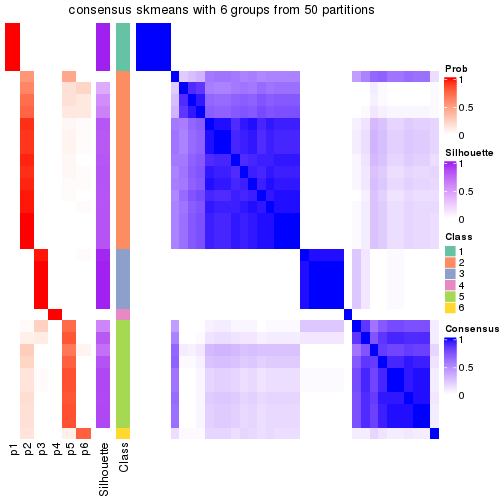 consensus skmeans with 6 groups from 50 partitions
Prob
1
0.5
0
Silhouette
1
0.5
0
Class
1
2
3
4
5
6
Consensus
1
0.5
0
p1
p2
p3
p4
p5
p6
Silhouette
Class